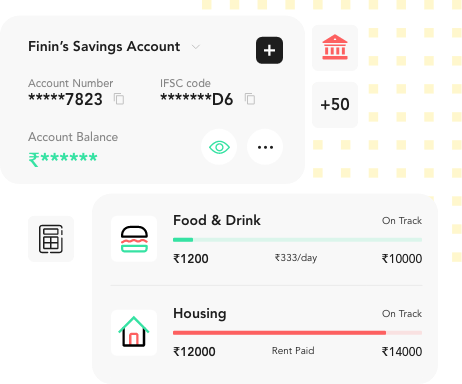 Finin's Savings Account
Account Number
*****7823
IFSC code
*******D6
Account Balance
₹******
+50
Food & Drink
On Track
₹1200
₹333/day
₹10000
Housing
On Track
₹12000
Rent Paid
₹14000